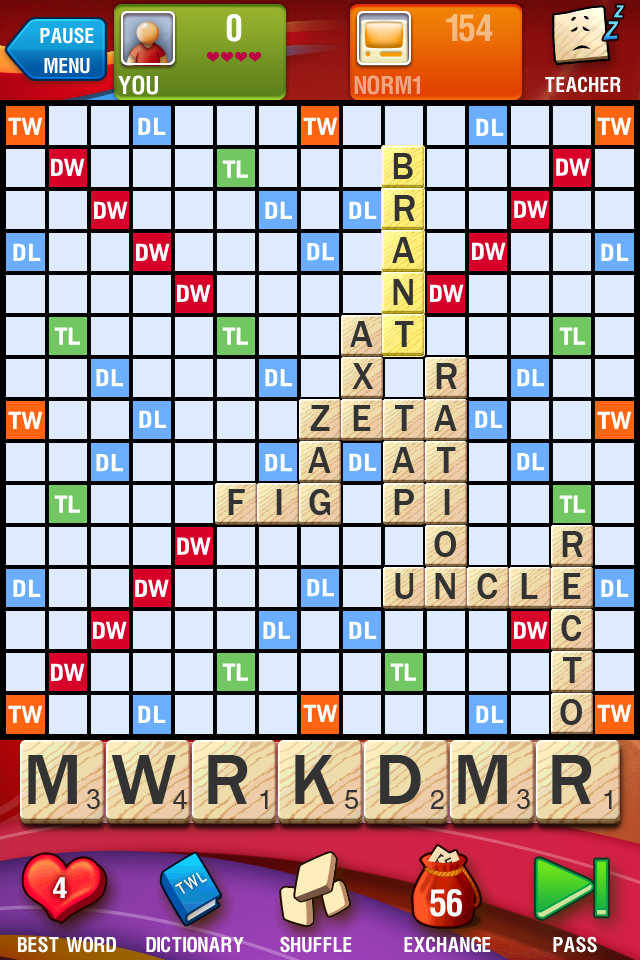 PAUSE
MENU
YOU
0
154
NORM1
Z Z
TEACHER
TW DL TW DL TW
DW TL B DW
DW DL DL R DW
DL DW DL A DW DL
DW N DW
TL TL A T TL
DL DL X R DL
TW DL Z E T A DL TW
DL DL A DL A T DL
TL F I G P I TL
DW O R
DL DW DL U N C L E DL
DW DL DL DW C
DW TL TL T
TW DL TW DL O TW
M3 W4 R1 K5 D2 M3 R1
4
TWL
56
BEST WORD DICTIONARY SHUFFLE EXCHANGE PASS